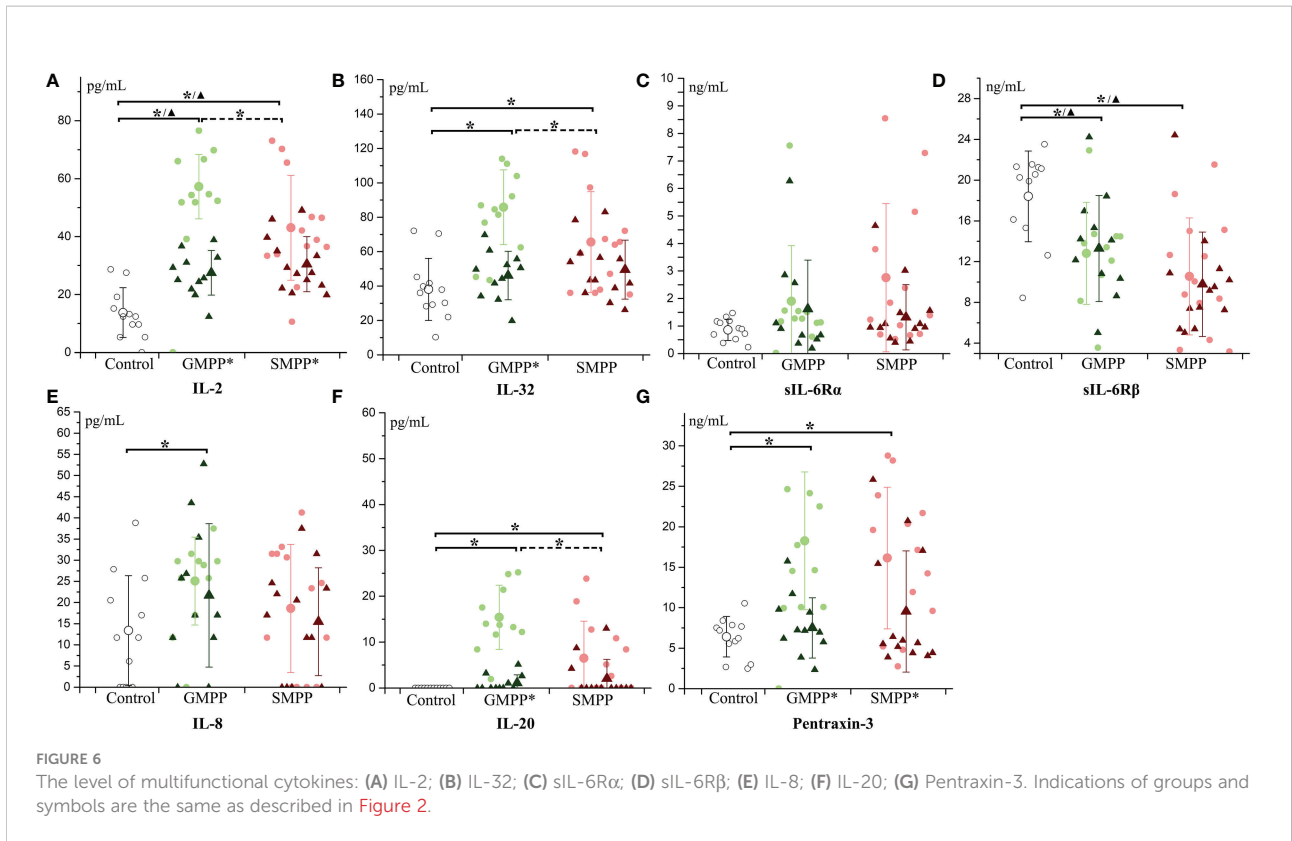 A
pg/mL
80
60
40
20
0
*/▲
*/▲
*
Control
GMPP*
SMPP*
IL-2
B
pg/mL
160
140
120
100
80
60
40
20
0
*
*
*
Control
GMPP*
SMPP
IL-32
C
ng/mL
10
9
8
7
6
5
4
3
2
1
0
Control
GMPP
SMPP
sIL-6Rα
D
ng/mL
28
24
20
16
12
8
4
*/▲
*/▲
Control
GMPP
SMPP
sIL-6Rβ
E
pg/mL
65
60
55
50
45
40
35
30
25
20
15
10
5
0
*
Control
GMPP
SMPP
IL-8
F
pg/mL
60
50
40
30
20
10
0
*
*
*
Control
GMPP*
SMPP
IL-20
G
ng/mL
30
25
20
15
10
5
0
*
*
Control
GMPP*
SMPP*
Pentraxin-3
FIGURE 6
The level of multifunctional cytokines: (A) IL-2; (B) IL-32; (C) sIL-6Rα; (D) sIL-6Rβ; (E) IL-8; (F) IL-20; (G) Pentraxin-3. Indications of groups and
symbols are the same as described in Figure 2.